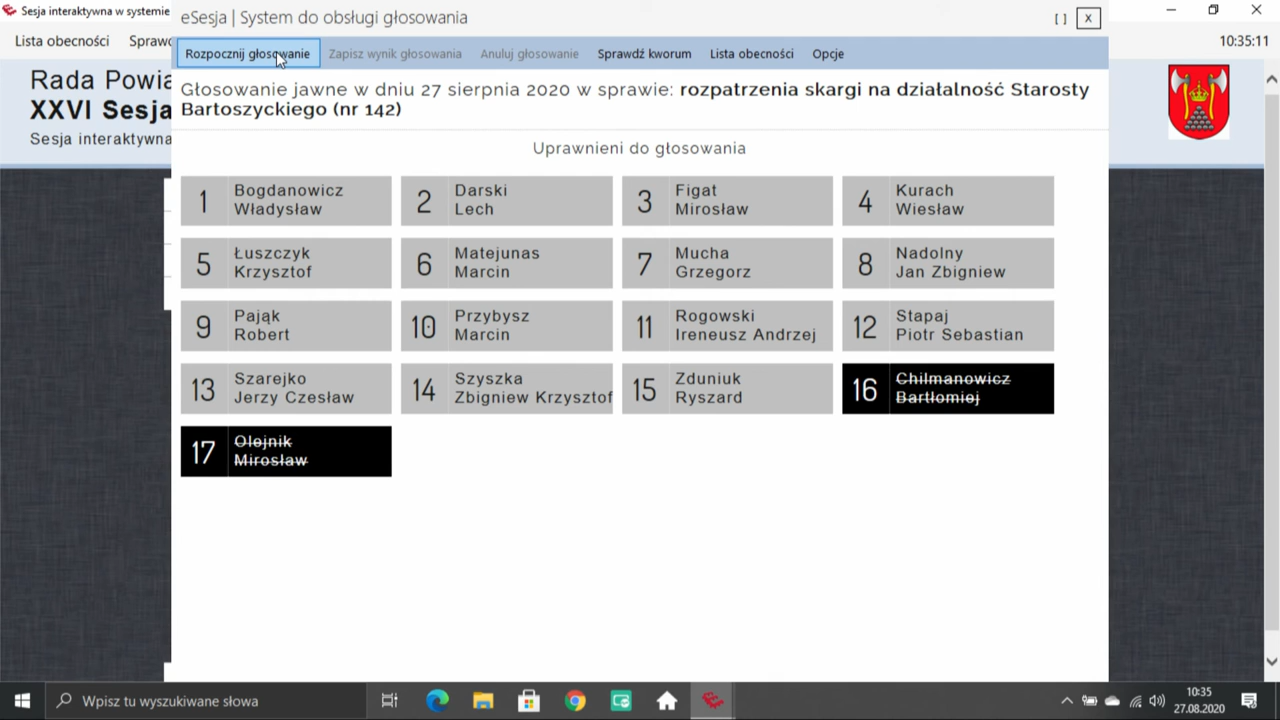 Sesja interaktywna w systemie
eSesja | System do obsługi głosowania
[ ] X
Lista obecności
Rozpocznij głosowanie Zapisz wynik głosowania Anuluj głosowanie Sprawdź kworum Lista obecności Opcje
10:35:11
Głosowanie jawne w dniu 27 sierpnia 2020 w sprawie: rozpatrzenia skargi na działalność Starosty
Bartoszyckiego (nr 142)
Rada
XXVI Sesja
Sesja interaktywna
Uprawnieni do głosowania
1 Bogdanowicz
Władysław
2 Darski
Lech
3 Figat
Mirosław
4 Kurach
Wiesław
5 Łuszczyk
Krzysztof
6 Matejunas
Marcin
7 Mucha
Grzegorz
8 Nadolny
Jan Zbigniew
9 Pająk
Robert
10 Przybysz
Marcin
11 Rogowski
Ireneusz Andrzej
12 Stapaj
Piotr Sebastian
13 Szarejko
Jerzy Czesław
14 Szyszka
Zbigniew Krzysztof
15 Zduniuk
Ryszard
16 Chilmanowicz
Bartłomiej
17 Olejnik
Mirosław
Wpisz tu wyszukiwane słowa
10:35
27.08.2020